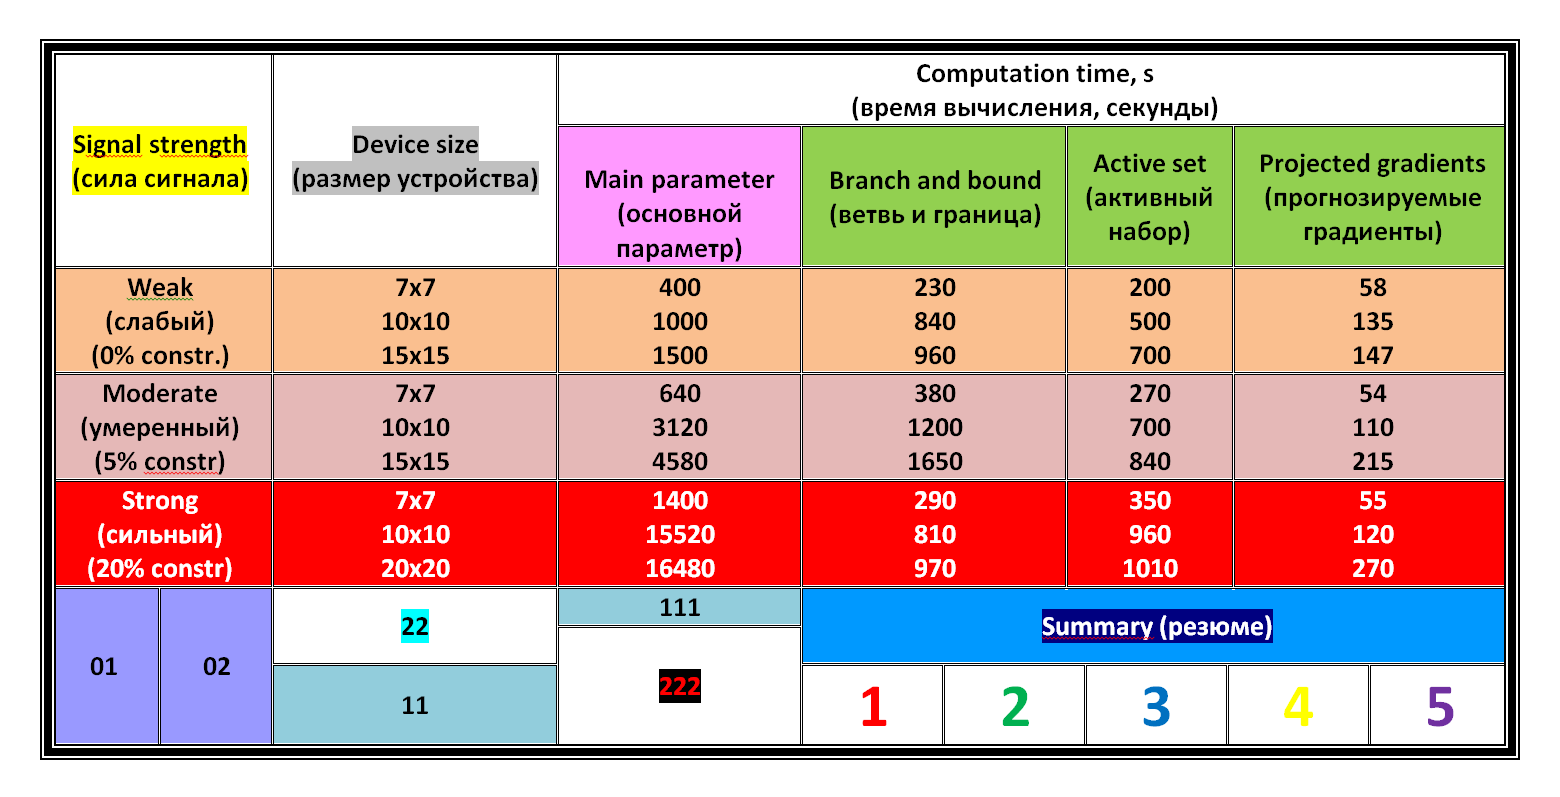 Signal strength
(сила сигнала)
Device size
(размер устройства)
Computation time, s
(время вычисления, секунды)
Main parameter
(основной
параметр)
Branch and bound
(ветвь и граница)
Active set
(активный
набор)
Projected gradients
(прогнозируемые
градиенты)
Weak
(слабый)
(0% constr.)
7x7
10x10
15x15
400
1000
1500
230
840
960
200
500
700
58
135
147
Moderate
(умеренный)
(5% constr)
7x7
10x10
15x15
640
3120
4580
380
1200
1650
270
700
840
54
110
215
Strong
(сильный)
(20% constr)
7x7
10x10
20x20
1400
15520
16480
290
810
970
350
960
1010
55
120
270
01
02
22
11
111
222
Summary (резюме)
1
2
3
4
5